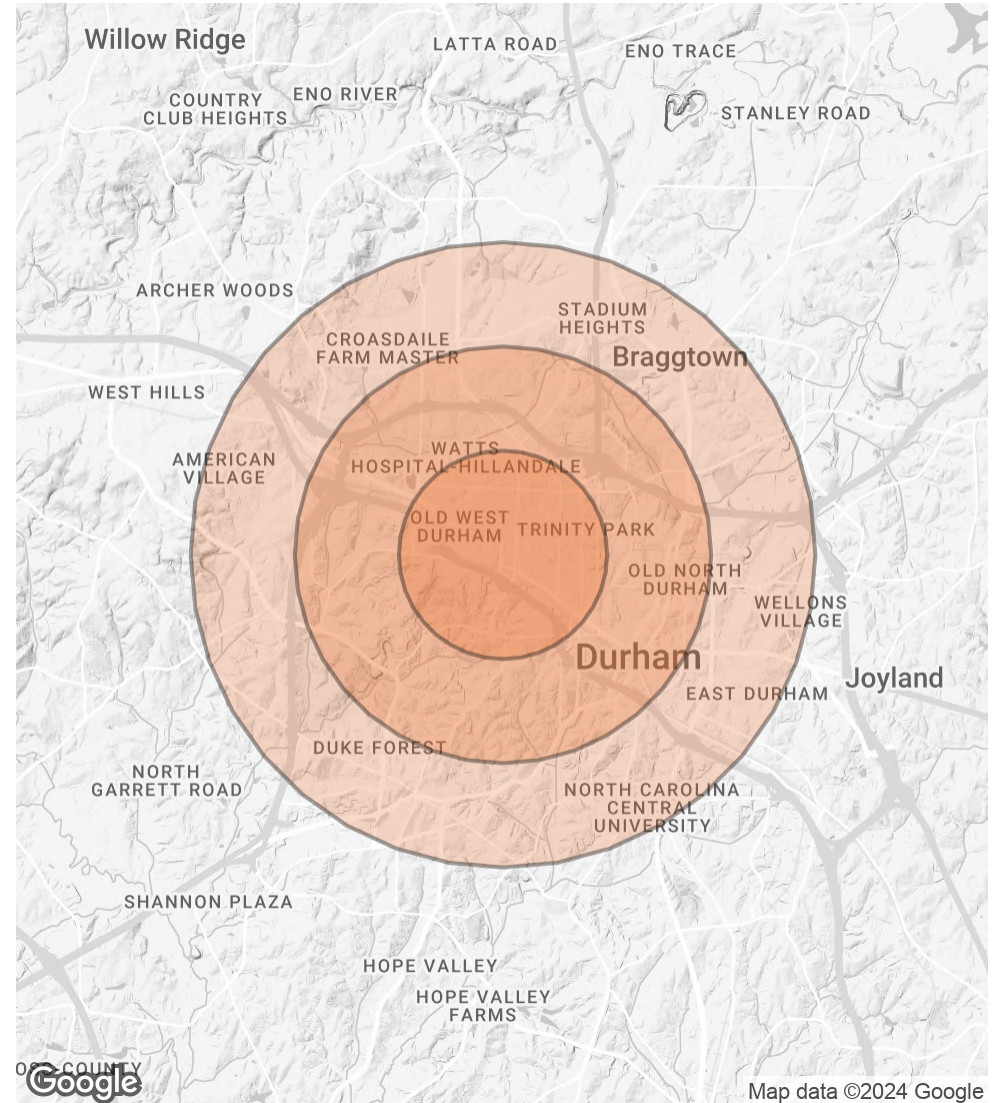 Willow Ridge
LATTA ROAD
ENO TRACE
COUNTRY
CLUB HEIGHTS
ENO RIVER
STANLEY ROAD
ARCHER WOODS
STADIUM
HEIGHTS
CROASDAILE
FARM MASTER
Braggtown
WEST HILLS
WATTS
HOSPITAL-HILLANDALE
AMERICAN
VILLAGE
OLD WEST
DURHAM
TRINITY PARK
OLD NORTH
DURHAM
WELLONS
VILLAGE
Durham
Joyland
EAST DURHAM
DUKE FOREST
NORTH
GARRETT ROAD
NORTH CAROLINA
CENTRAL
UNIVERSITY
SHANNON PLAZA
HOPE VALLEY
HOPE VALLEY
FARMS
COUNTY
Google
Map data ©2024 Google